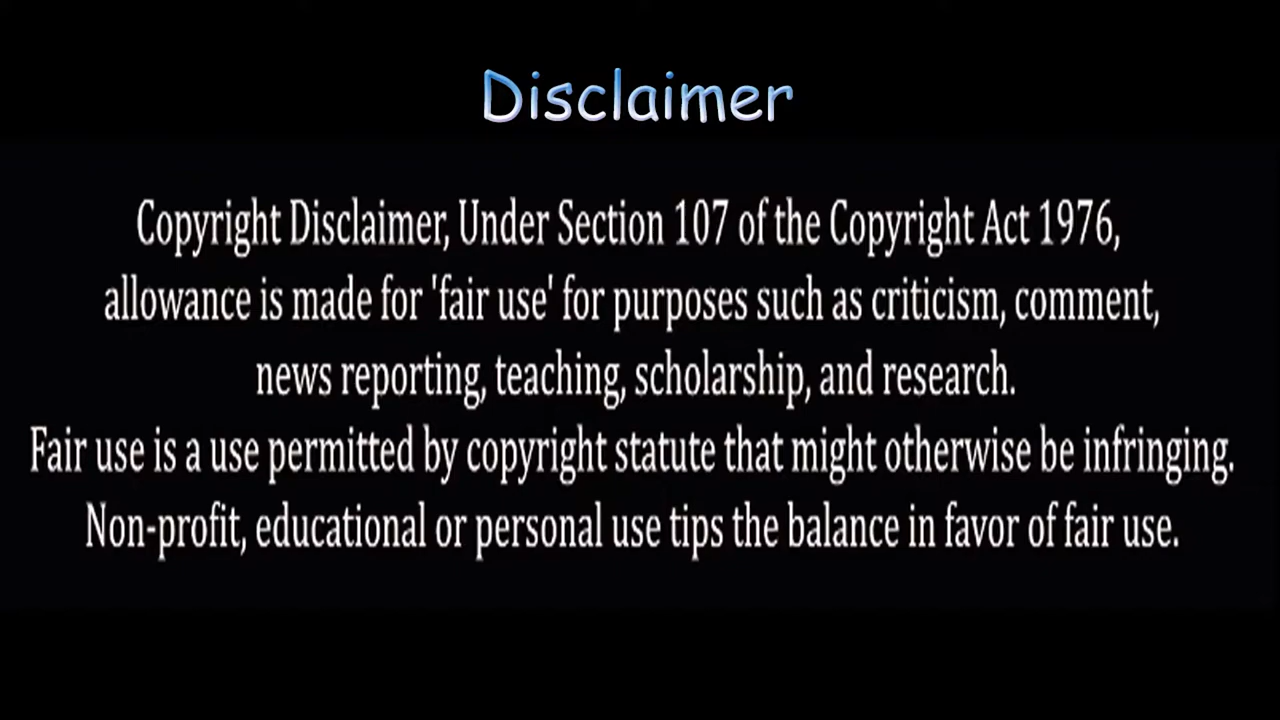 Disclaimer
Copyright Disclaimer, Under Section 107 of the Copyright Act 1976,
allowance is made for 'fair use' for purposes such as criticism, comment,
news reporting, teaching, scholarship, and research.
Fair use is a use permitted by copyright statute that might otherwise be infringing.
Non-profit, educational or personal use tips the balance in favor of fair use.